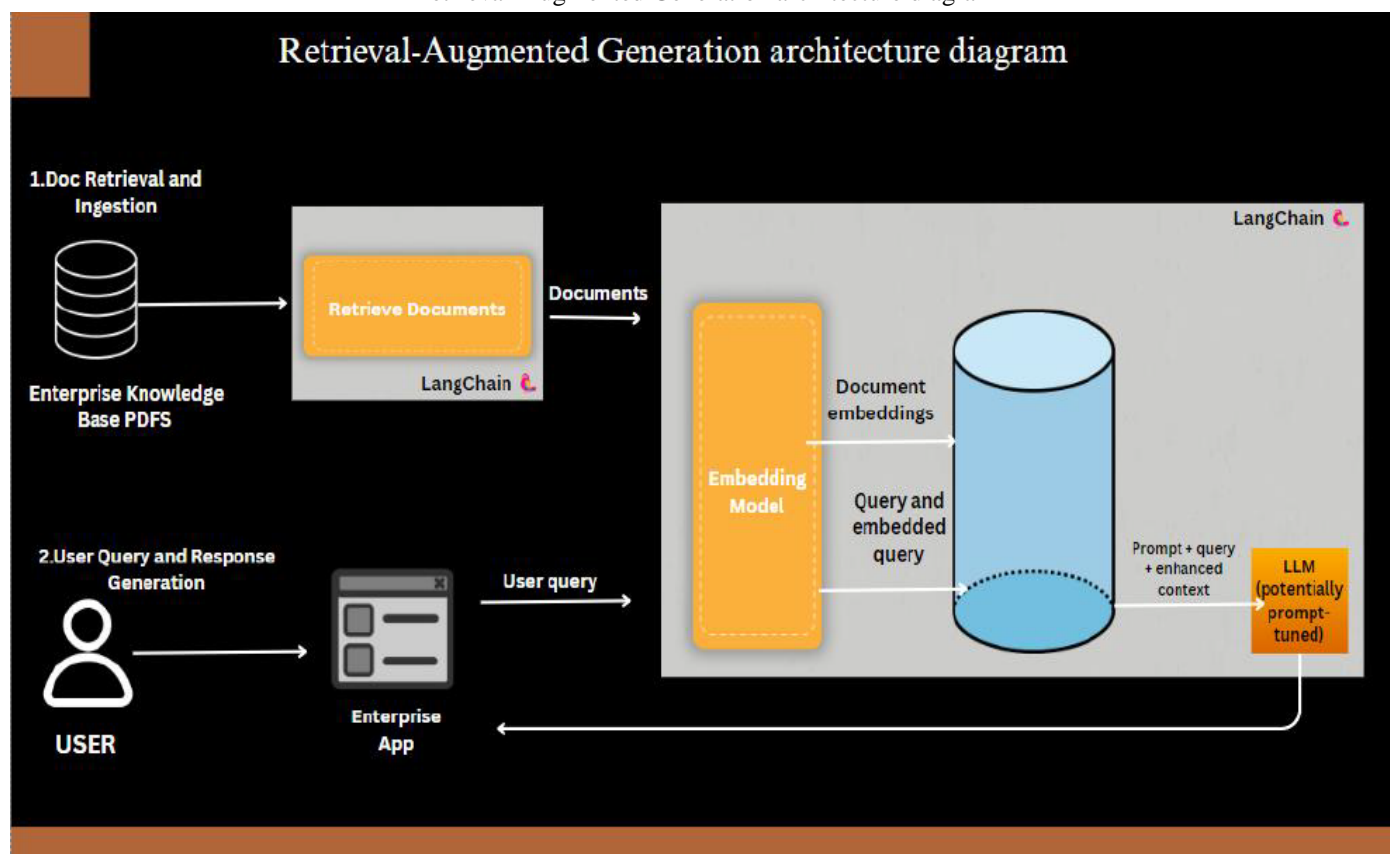 Retrieval-Augmented Generation architecture diagram
1.Doc Retrieval and
Ingestion
Enterprise Knowledge
Base PDFS
Retrieve Documents
LangChain
Documents
LangChain
Embedding
Model
Document
embeddings
Query and
embedded
query
Prompt + query
+ enhanced
context
LLM
(potentially
prompt-
tuned)
2.User Query and Response
Generation
USER
Enterprise
App
User query